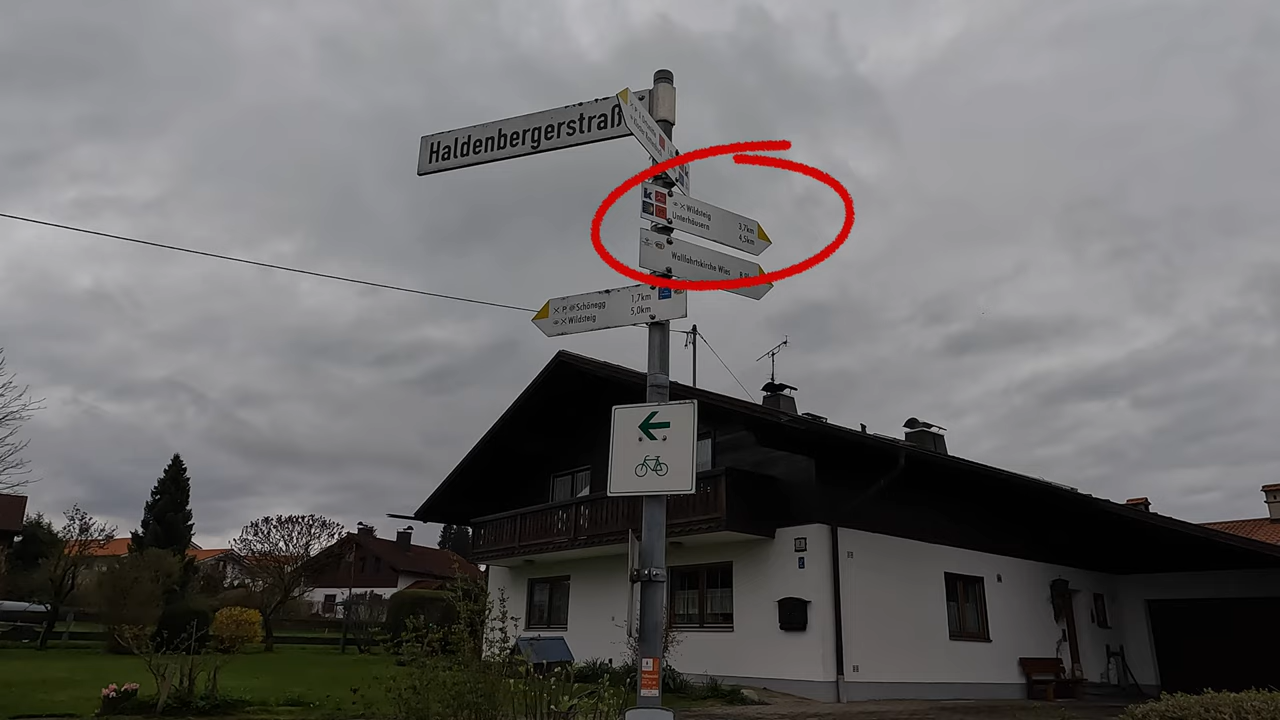 Haldenbergerstraß
Wildsteig 3,7km
Unterhäusern 4,5km
Wallfahrtskirche Wies
P Schönegg 1,7km
Wildsteig 5,0km